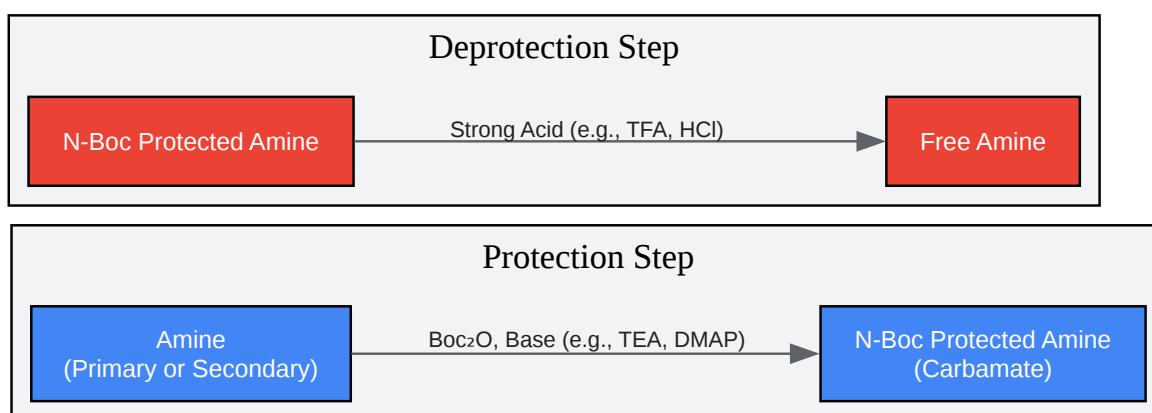 Deprotection Step
N-Boc Protected Amine
Strong Acid (e.g., TFA, HCl)
Free Amine
Protection Step
Amine
(Primary or Secondary)
Boc₂O, Base (e.g., TEA, DMAP)
N-Boc Protected Amine
(Carbamate)